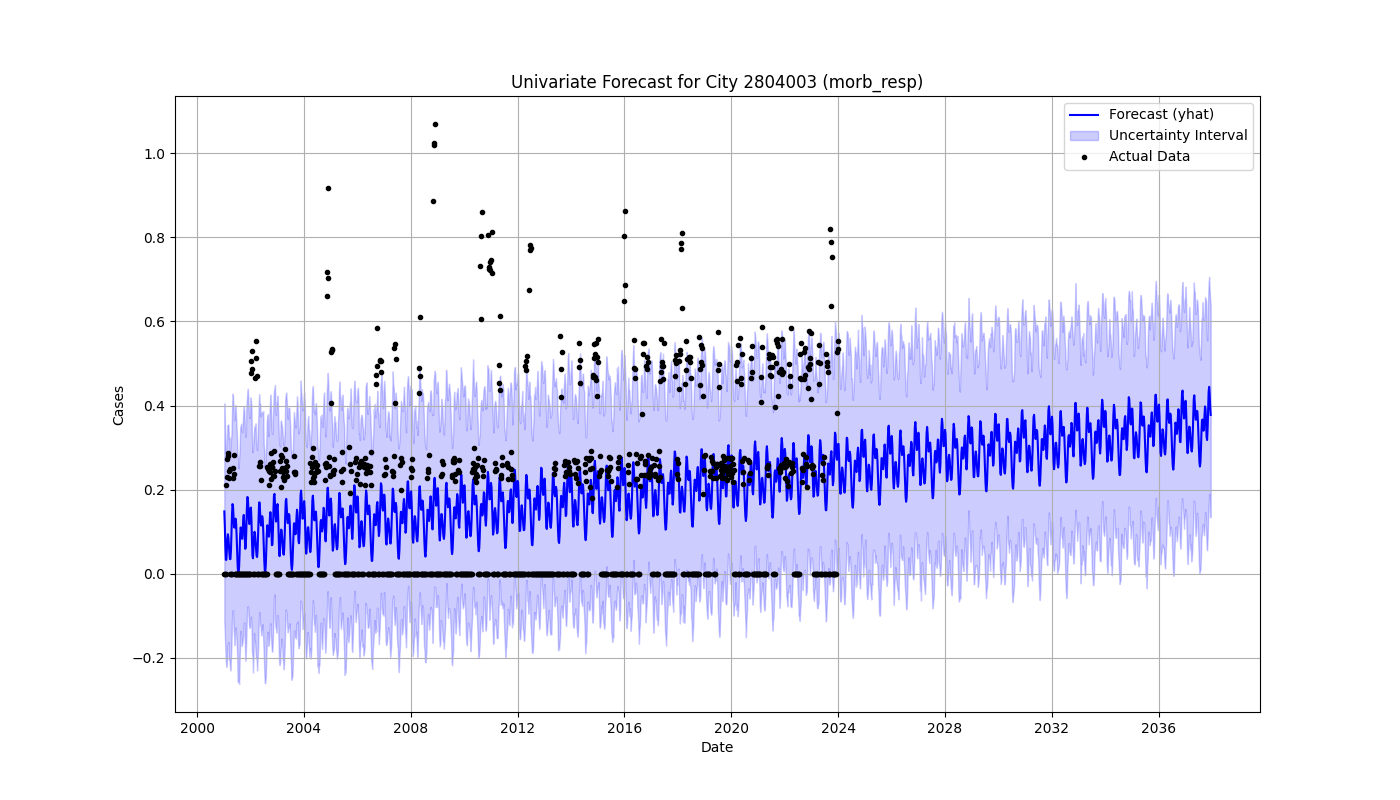 Univariate Forecast for City 2804003 (morb_resp)
Forecast (yhat)
Uncertainty Interval
Actual Data
Cases
1.0
0.8
0.6
0.4
0.2
0.0
−0.2
2000 2004 2008 2012 2016 2020 2024 2028 2032 2036
Date